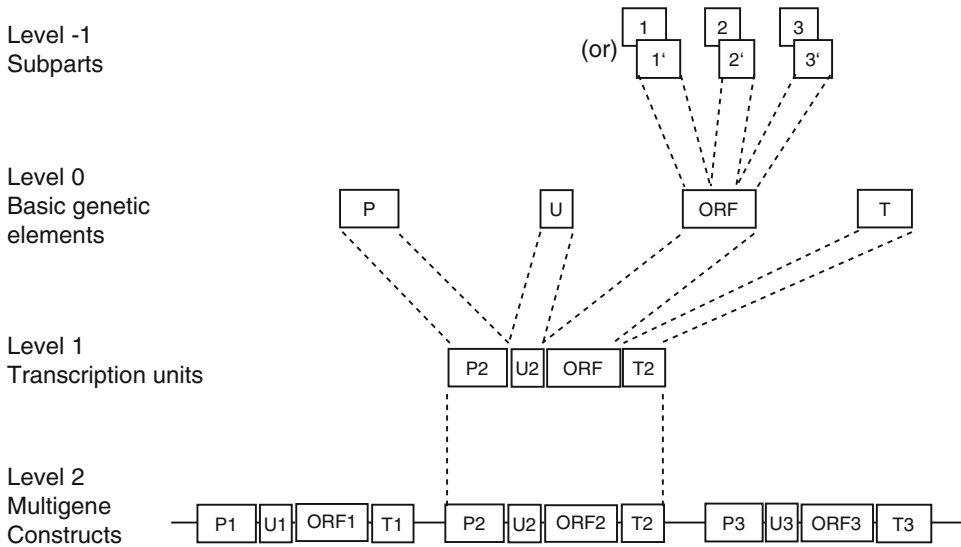 Level -1
Subparts
1 2 3
(or) 1‘ 2‘ 3‘
Level 0
Basic genetic
elements
P U ORF T
Level 1
Transcription units
P2 U2 ORF T2
Level 2
Multigene
Constructs
P1 U1 ORF1 T1 P2 U2 ORF2 T2 P3 U3 ORF3 T3